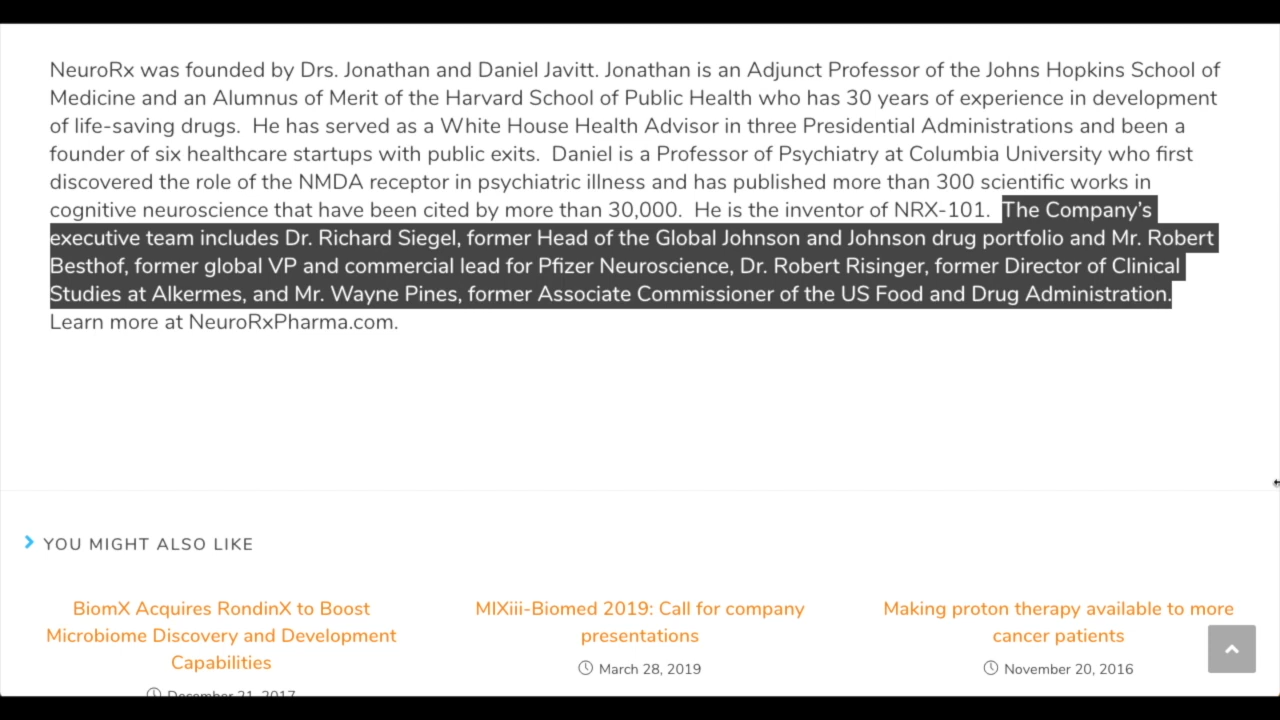 NeuroRx was founded by Drs. Jonathan and Daniel Javitt. Jonathan is an Adjunct Professor of the Johns Hopkins School of
Medicine and an Alumnus of Merit of the Harvard School of Public Health who has 30 years of experience in development
of life-saving drugs.  He has served as a White House Health Advisor in three Presidential Administrations and been a
founder of six healthcare startups with public exits.  Daniel is a Professor of Psychiatry at Columbia University who first
discovered the role of the NMDA receptor in psychiatric illness and has published more than 300 scientific works in
cognitive neuroscience that have been cited by more than 30,000.  He is the inventor of NRX-101.  The Company’s
executive team includes Dr. Richard Siegel, former Head of the Global Johnson and Johnson drug portfolio and Mr. Robert
Besthof, former global VP and commercial lead for Pfizer Neuroscience, Dr. Robert Risinger, former Director of Clinical
Studies at Alkermes, and Mr. Wayne Pines, former Associate Commissioner of the US Food and Drug Administration.
Learn more at NeuroRxPharma.com.
YOU MIGHT ALSO LIKE
BiomX Acquires RondinX to Boost
Microbiome Discovery and Development
Capabilities
December 21, 2017
MIXiii-Biomed 2019: Call for company
presentations
March 28, 2019
Making proton therapy available to more
cancer patients
November 20, 2016